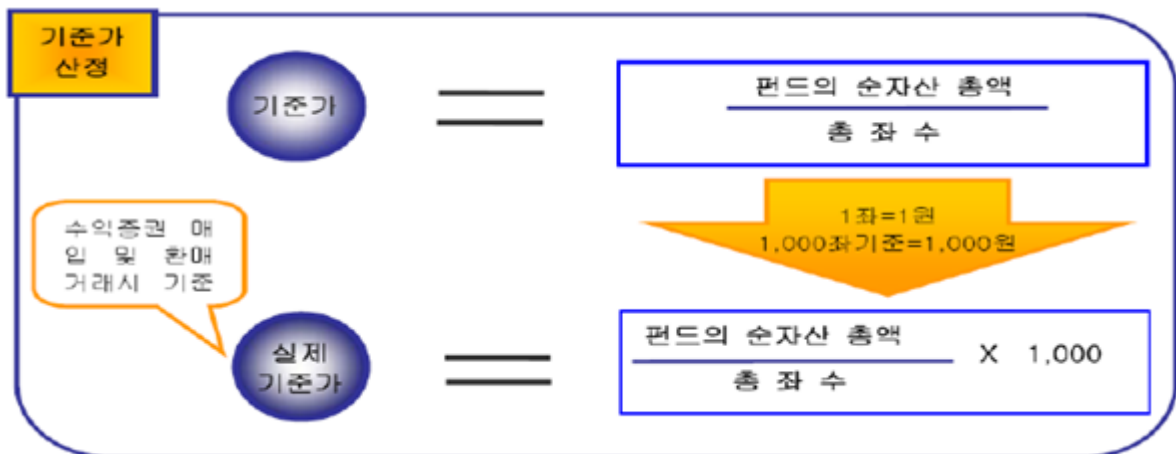 기준가
산정
기준가
펀드의 순자산 총액
총 좌 수
수익증권 매
입 및 환매
거래시 기준
1좌=1원
1,000좌기준=1,000원
실제
기준가
펀드의 순자산 총액
총 좌 수
X 1,000